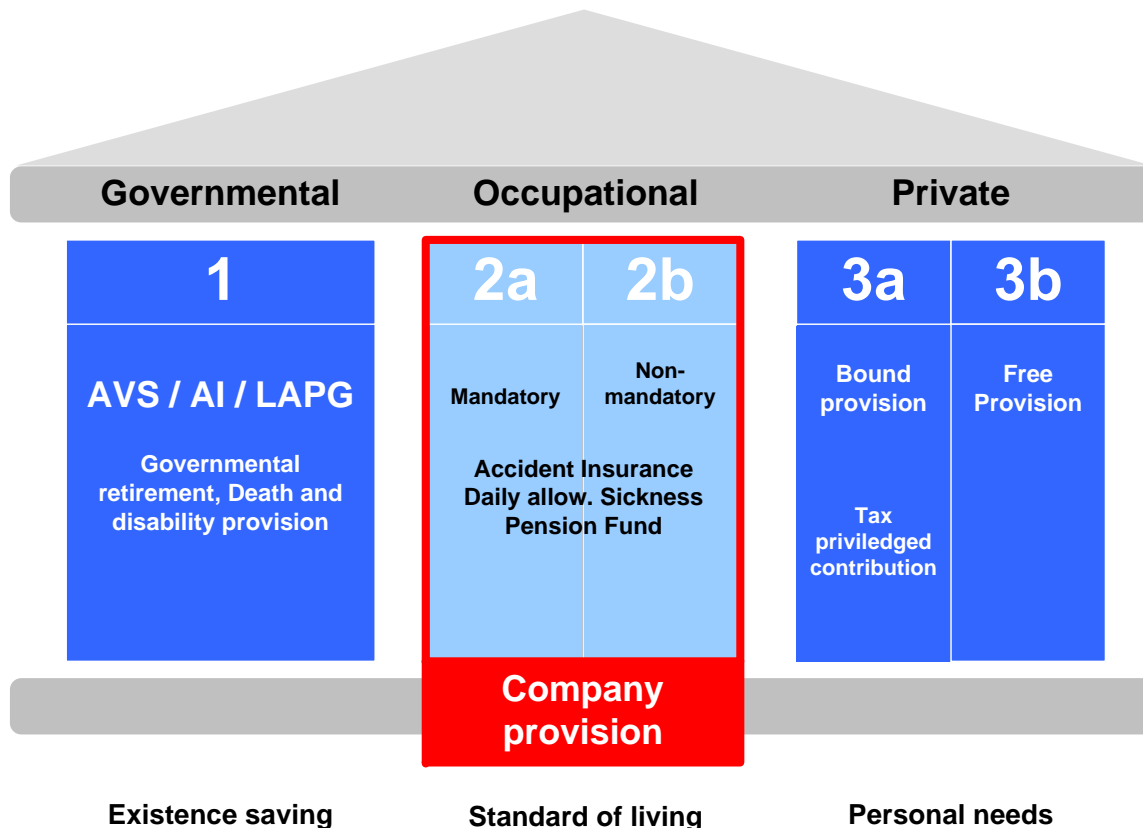 Governmental
Occupational
Private
1
2a
2b
3a
3b
AVS / AI / LAPG
Governmental
retirement, Death and
disability provision
Mandatory
Non-
mandatory
Accident Insurance
Daily allow. Sickness
Pension Fund
Bound
provision
Tax
priviledged
contribution
Free
Provision
Company
provision
Existence saving
Standard of living
Personal needs